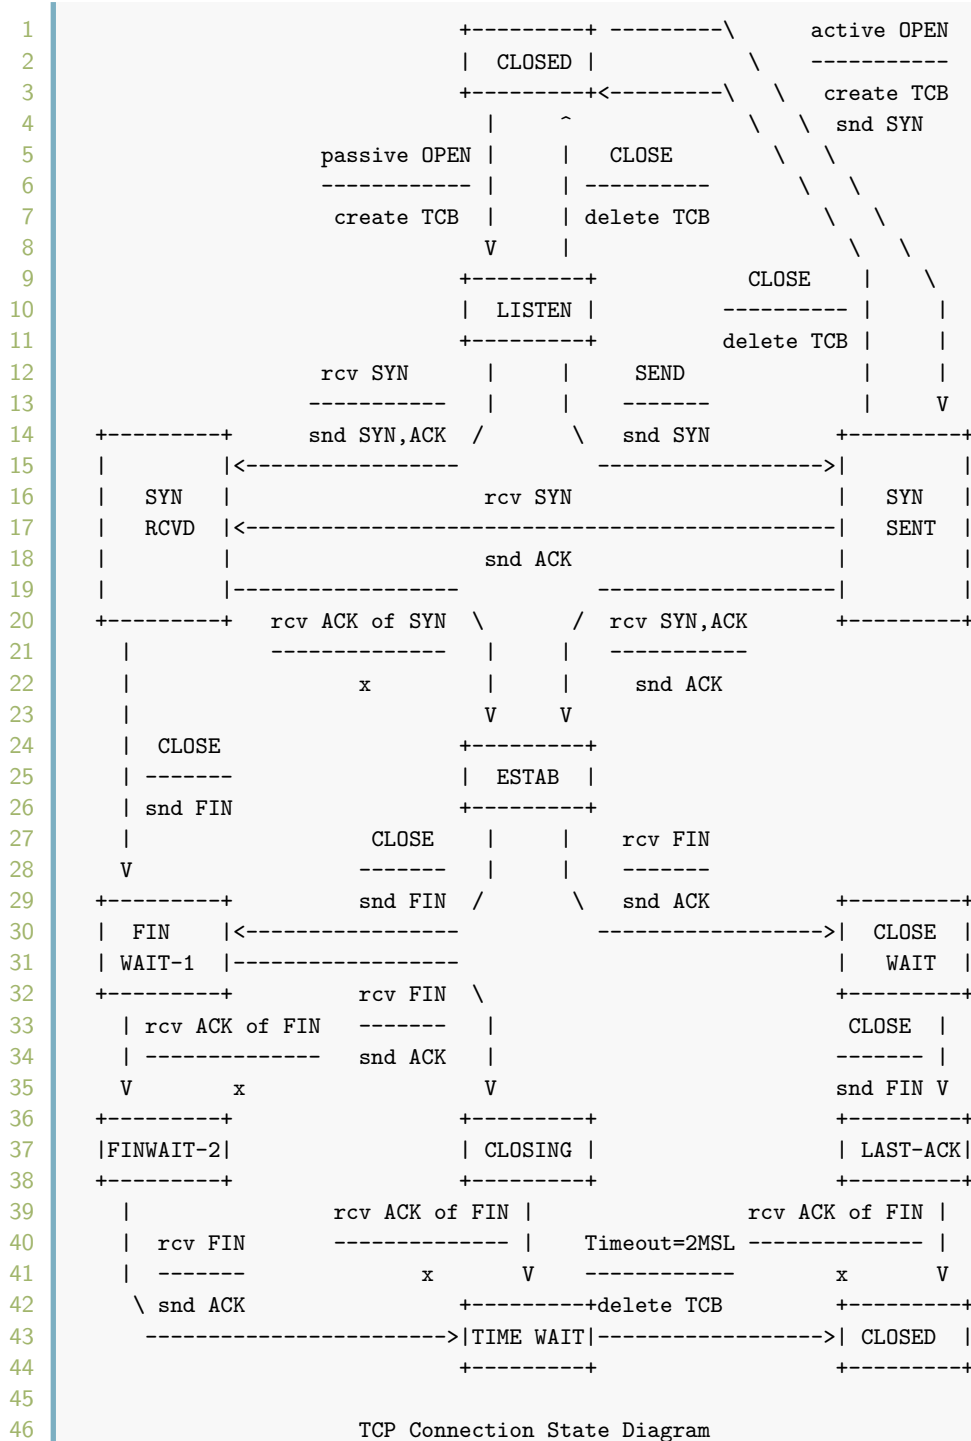 1                                  +---------+ ---------\      active OPEN
2                                  |  CLOSED |            \    -----------
3                                  +---------+<---------\   \   create TCB
4                                    |     ^              \   \  snd SYN
5                       passive OPEN |     |   CLOSE        \   \
6                       ------------ |     | ----------       \   \
7                        create TCB  |     | delete TCB         \   \
8                                    V     |                      \   \
9                                  +---------+            CLOSE    |    \
10                                 |  LISTEN |          ---------- |     |
11                                 +---------+          delete TCB |     |
12                      rcv SYN      |     |     SEND              |     |
13                     -----------   |     |    -------            |     V
14    +---------+      snd SYN,ACK  /       \   snd SYN          +---------+
15    |         |<-----------------           ------------------>|         |
16    |   SYN   |                    rcv SYN                     |   SYN   |
17    |   RCVD  |<-----------------------------------------------|   SENT  |
18    |         |                    snd ACK                     |         |
19    |         |------------------           -------------------|         |
20    +---------+   rcv ACK of SYN  \       /  rcv SYN,ACK       +---------+
21      |           --------------   |     |   -----------
22      |                  x         |     |     snd ACK
23      |                            V     V
24      |  CLOSE                   +---------+
25      | -------                  |  ESTAB  |
26      | snd FIN                  +---------+
27      |                   CLOSE    |     |    rcv FIN
28      V                  -------   |     |    -------
29    +---------+          snd FIN  /       \   snd ACK          +---------+
30    |  FIN    |<-----------------           ------------------>|  CLOSE  |
31    | WAIT-1  |------------------                              |   WAIT  |
32    +---------+          rcv FIN  \                            +---------+
33      | rcv ACK of FIN   -------   |                            CLOSE  |
34      | --------------   snd ACK   |                           ------- |
35      V        x                   V                           snd FIN V
36    +---------+                  +---------+                   +---------+
37    |FINWAIT-2|                  | CLOSING |                   | LAST-ACK|
38    +---------+                  +---------+                   +---------+
39      |                rcv ACK of FIN |                 rcv ACK of FIN |
40      |  rcv FIN       -------------- |    Timeout=2MSL -------------- |
41      |  -------              x       V    ------------        x       V
42       \ snd ACK                 +---------+delete TCB         +---------+
43        ------------------------>|TIME WAIT|------------------>| CLOSED  |
44                                 +---------+                   +---------+
45
46                         TCP Connection State Diagram